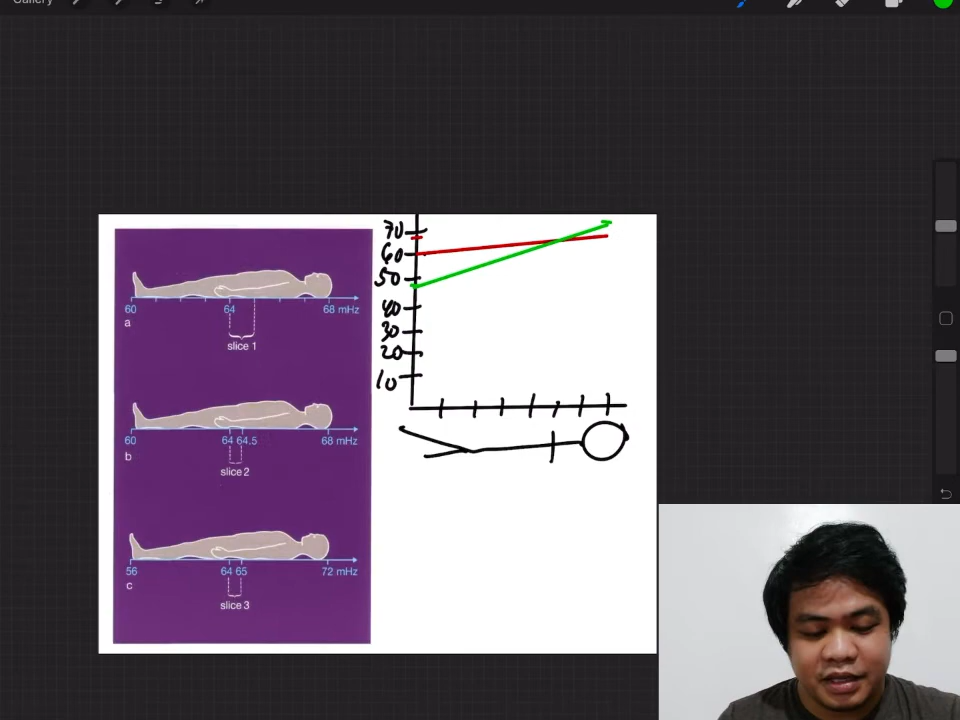 Gallery
60 64 68 mHz
a
slice 1
60 64 64.5 68 mHz
b
slice 2
56 64 65 72 mHz
c
slice 3
70
60
50
40
30
20
10